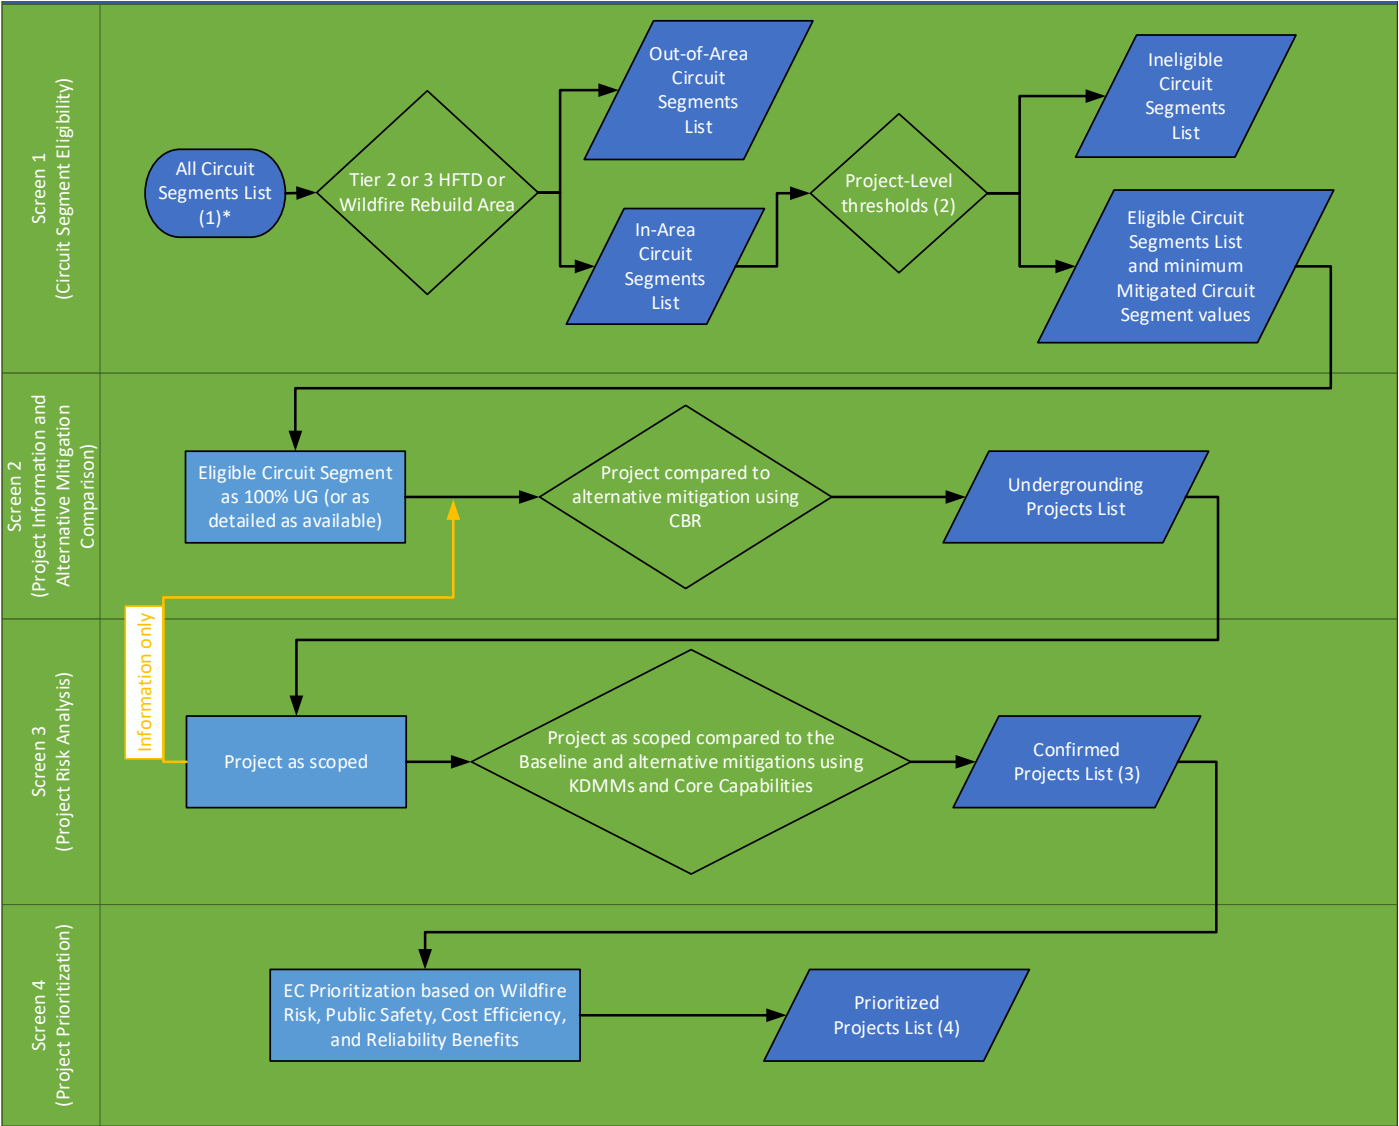 Screen 1
(Circuit Segment Eligibility)
All Circuit
Segments List
(1)*
Tier 2 or 3 HFTD or
Wildfire Rebuild Area
Out-of-Area
Circuit
Segments
List
In-Area
Circuit
Segments
List
Project-Level
thresholds (2)
Ineligible
Circuit
Segments
List
Eligible Circuit
Segments List
and minimum
Mitigated Circuit
Segment values
Screen 2
(Project Information and
Alternative Mitigation
Comparison)
Eligible Circuit Segment
as 100% UG (or as
detailed as available)
Project compared to
alternative mitigation using
CBR
Undergrounding
Projects List
Information only
Screen 3
(Project Risk Analysis)
Project as scoped
Project as scoped compared to the
Baseline and alternative mitigations using
KDMMs and Core Capabilities
Confirmed
Projects List (3)
Screen 4
(Project Prioritization)
EC Prioritization based on Wildfire
Risk, Public Safety, Cost Efficiency,
and Reliability Benefits
Prioritized
Projects List (4)